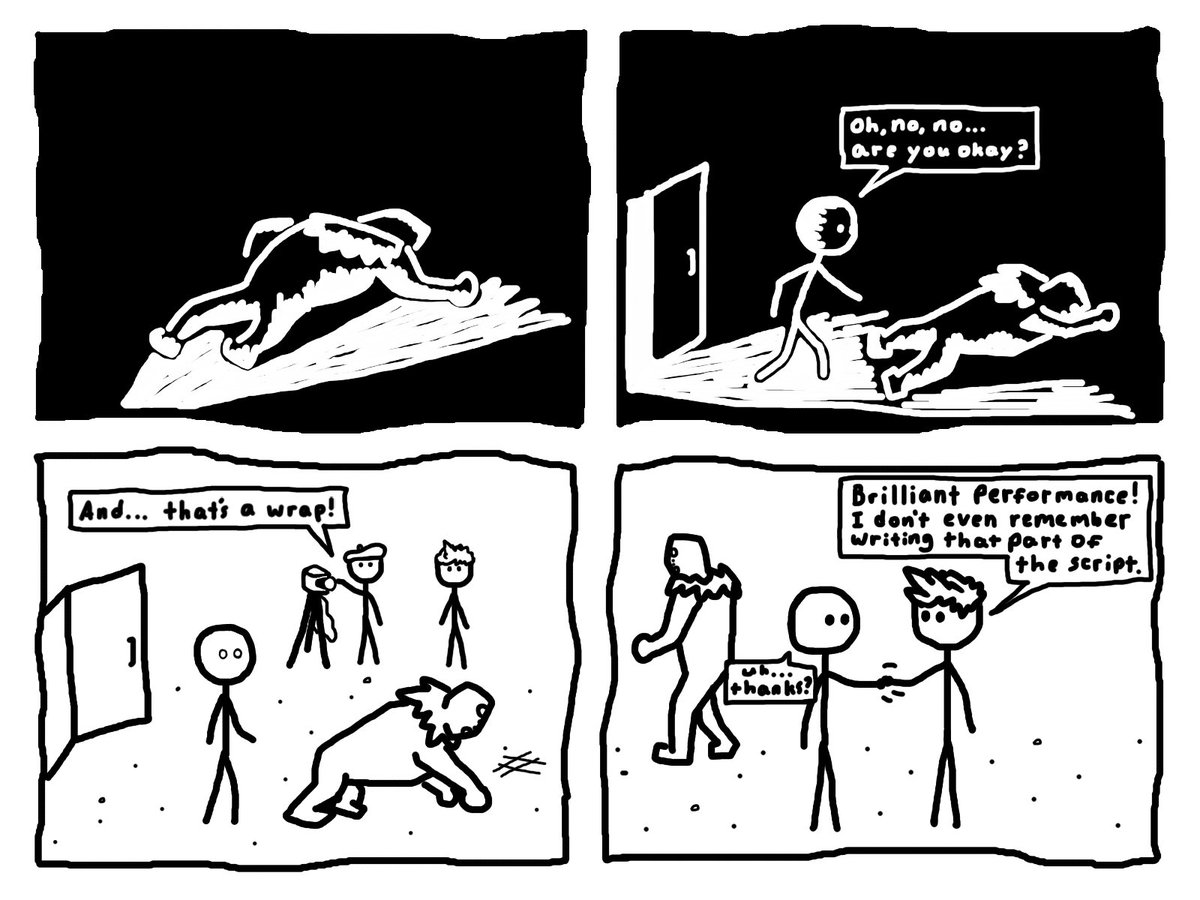 Oh, no, no...
are you okay?
And... that's a wrap!
Brilliant Performance!
I don't even remember
writing that part of
the script.
uh...
thanks?